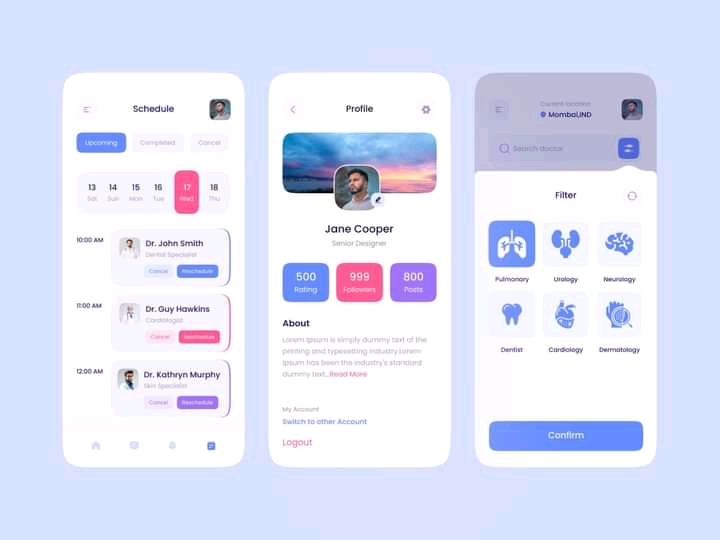 Schedule
Upcoming
Completed
Cancel
13 14 15 16 17 18
Sat Sun Mon Tue Wed Thu
10:00 AM
Dr. John Smith
Dentist Specialist
Cancel
Reschedule
11:00 AM
Dr. Guy Hawkins
Cardiologist
Cancel
Reschedule
12:00 AM
Dr. Kathryn Murphy
Skin Specialist
Cancel
Reschedule
Profile
Jane Cooper
Senior Designer
500
Rating
999
Followers
800
Posts
About
Lorem Ipsum is simply dummy text of the
printing and typesetting industry Lorem
Ipsum has been the industry's standard
dummy text...Read More
My Account
Switch to other Account
Logout
Current location
Mombai,IND
Search doctor
Filter
Pulmonary
Urology
Neurology
Dentist
Cardiology
Dermatology
Confirm